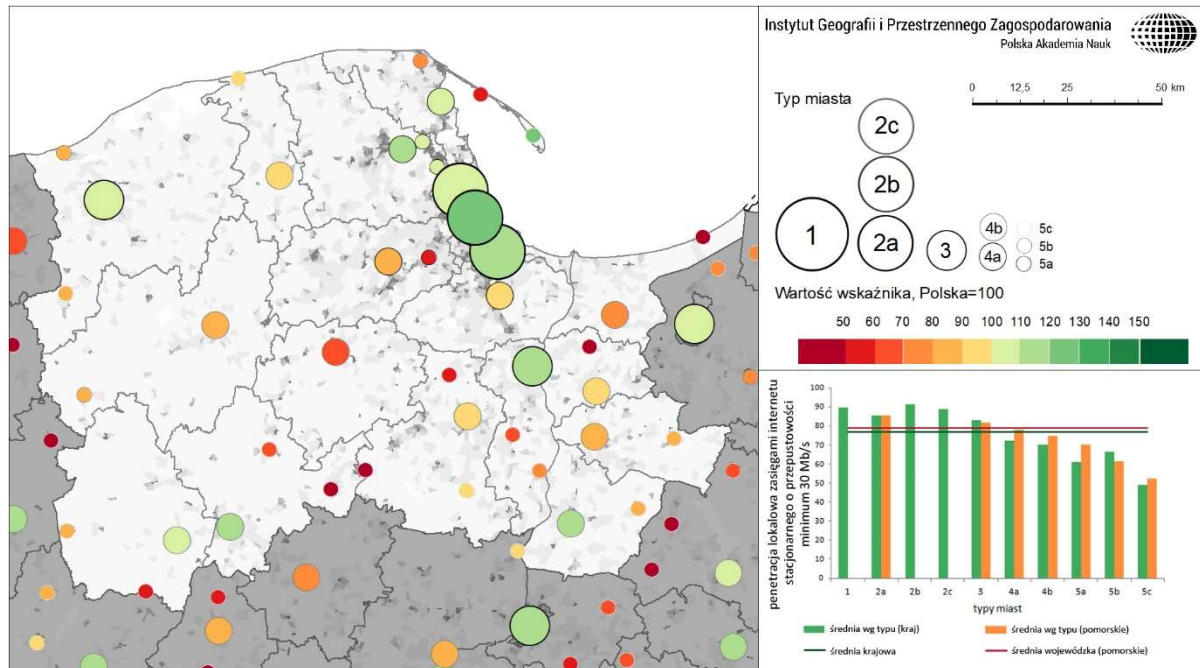 Instytut Geografii i Przestrzennego Zagospodarowania
Polska Akademia Nauk
0 12,5 25 50 km
Typ miasta
2c
2b
1
2a
3
4b
4a
5c
5b
5a
Wartość wskaźnika, Polska=100
50 60 70 80 90 100 110 120 130 140 150
penetracja lokalowa zasięgami internetu
stacjonarnego o przepustowości
minimum 30 Mb/s
100
90
80
70
60
50
40
30
20
10
0
1 2a 2b 2c 3 4a 4b 5a 5b 5c
typy miast
średnia wg typu (kraj)
średnia wg typu (pomorskie)
średnia krajowa
średnia wojewódzka (pomorskie)